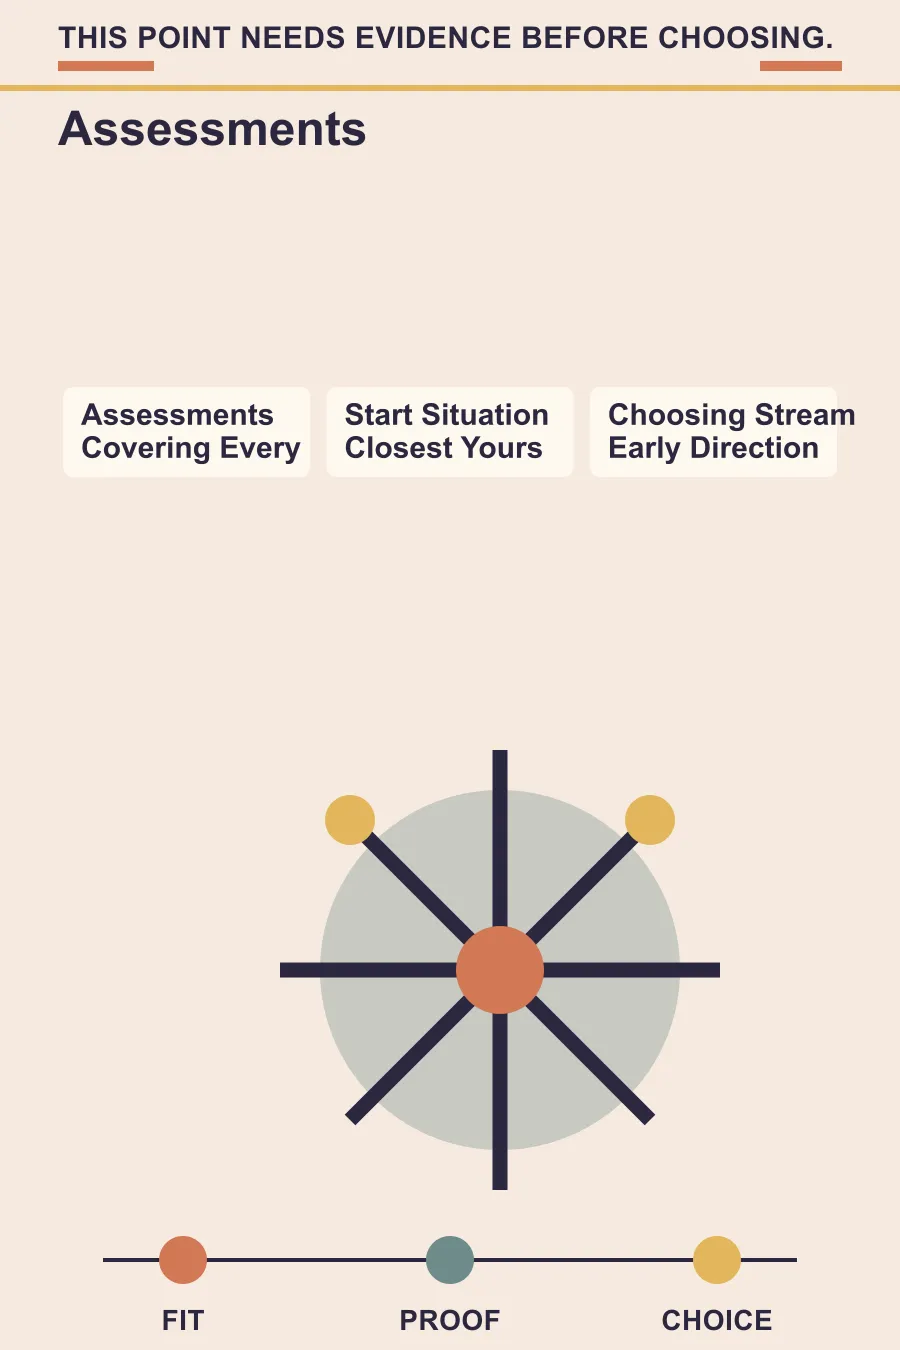 THIS POINT NEEDS EVIDENCE BEFORE CHOOSING.
Assessments
Assessments
Covering Every
Start Situation
Closest Yours
Choosing Stream
Early Direction
FIT
PROOF
CHOICE